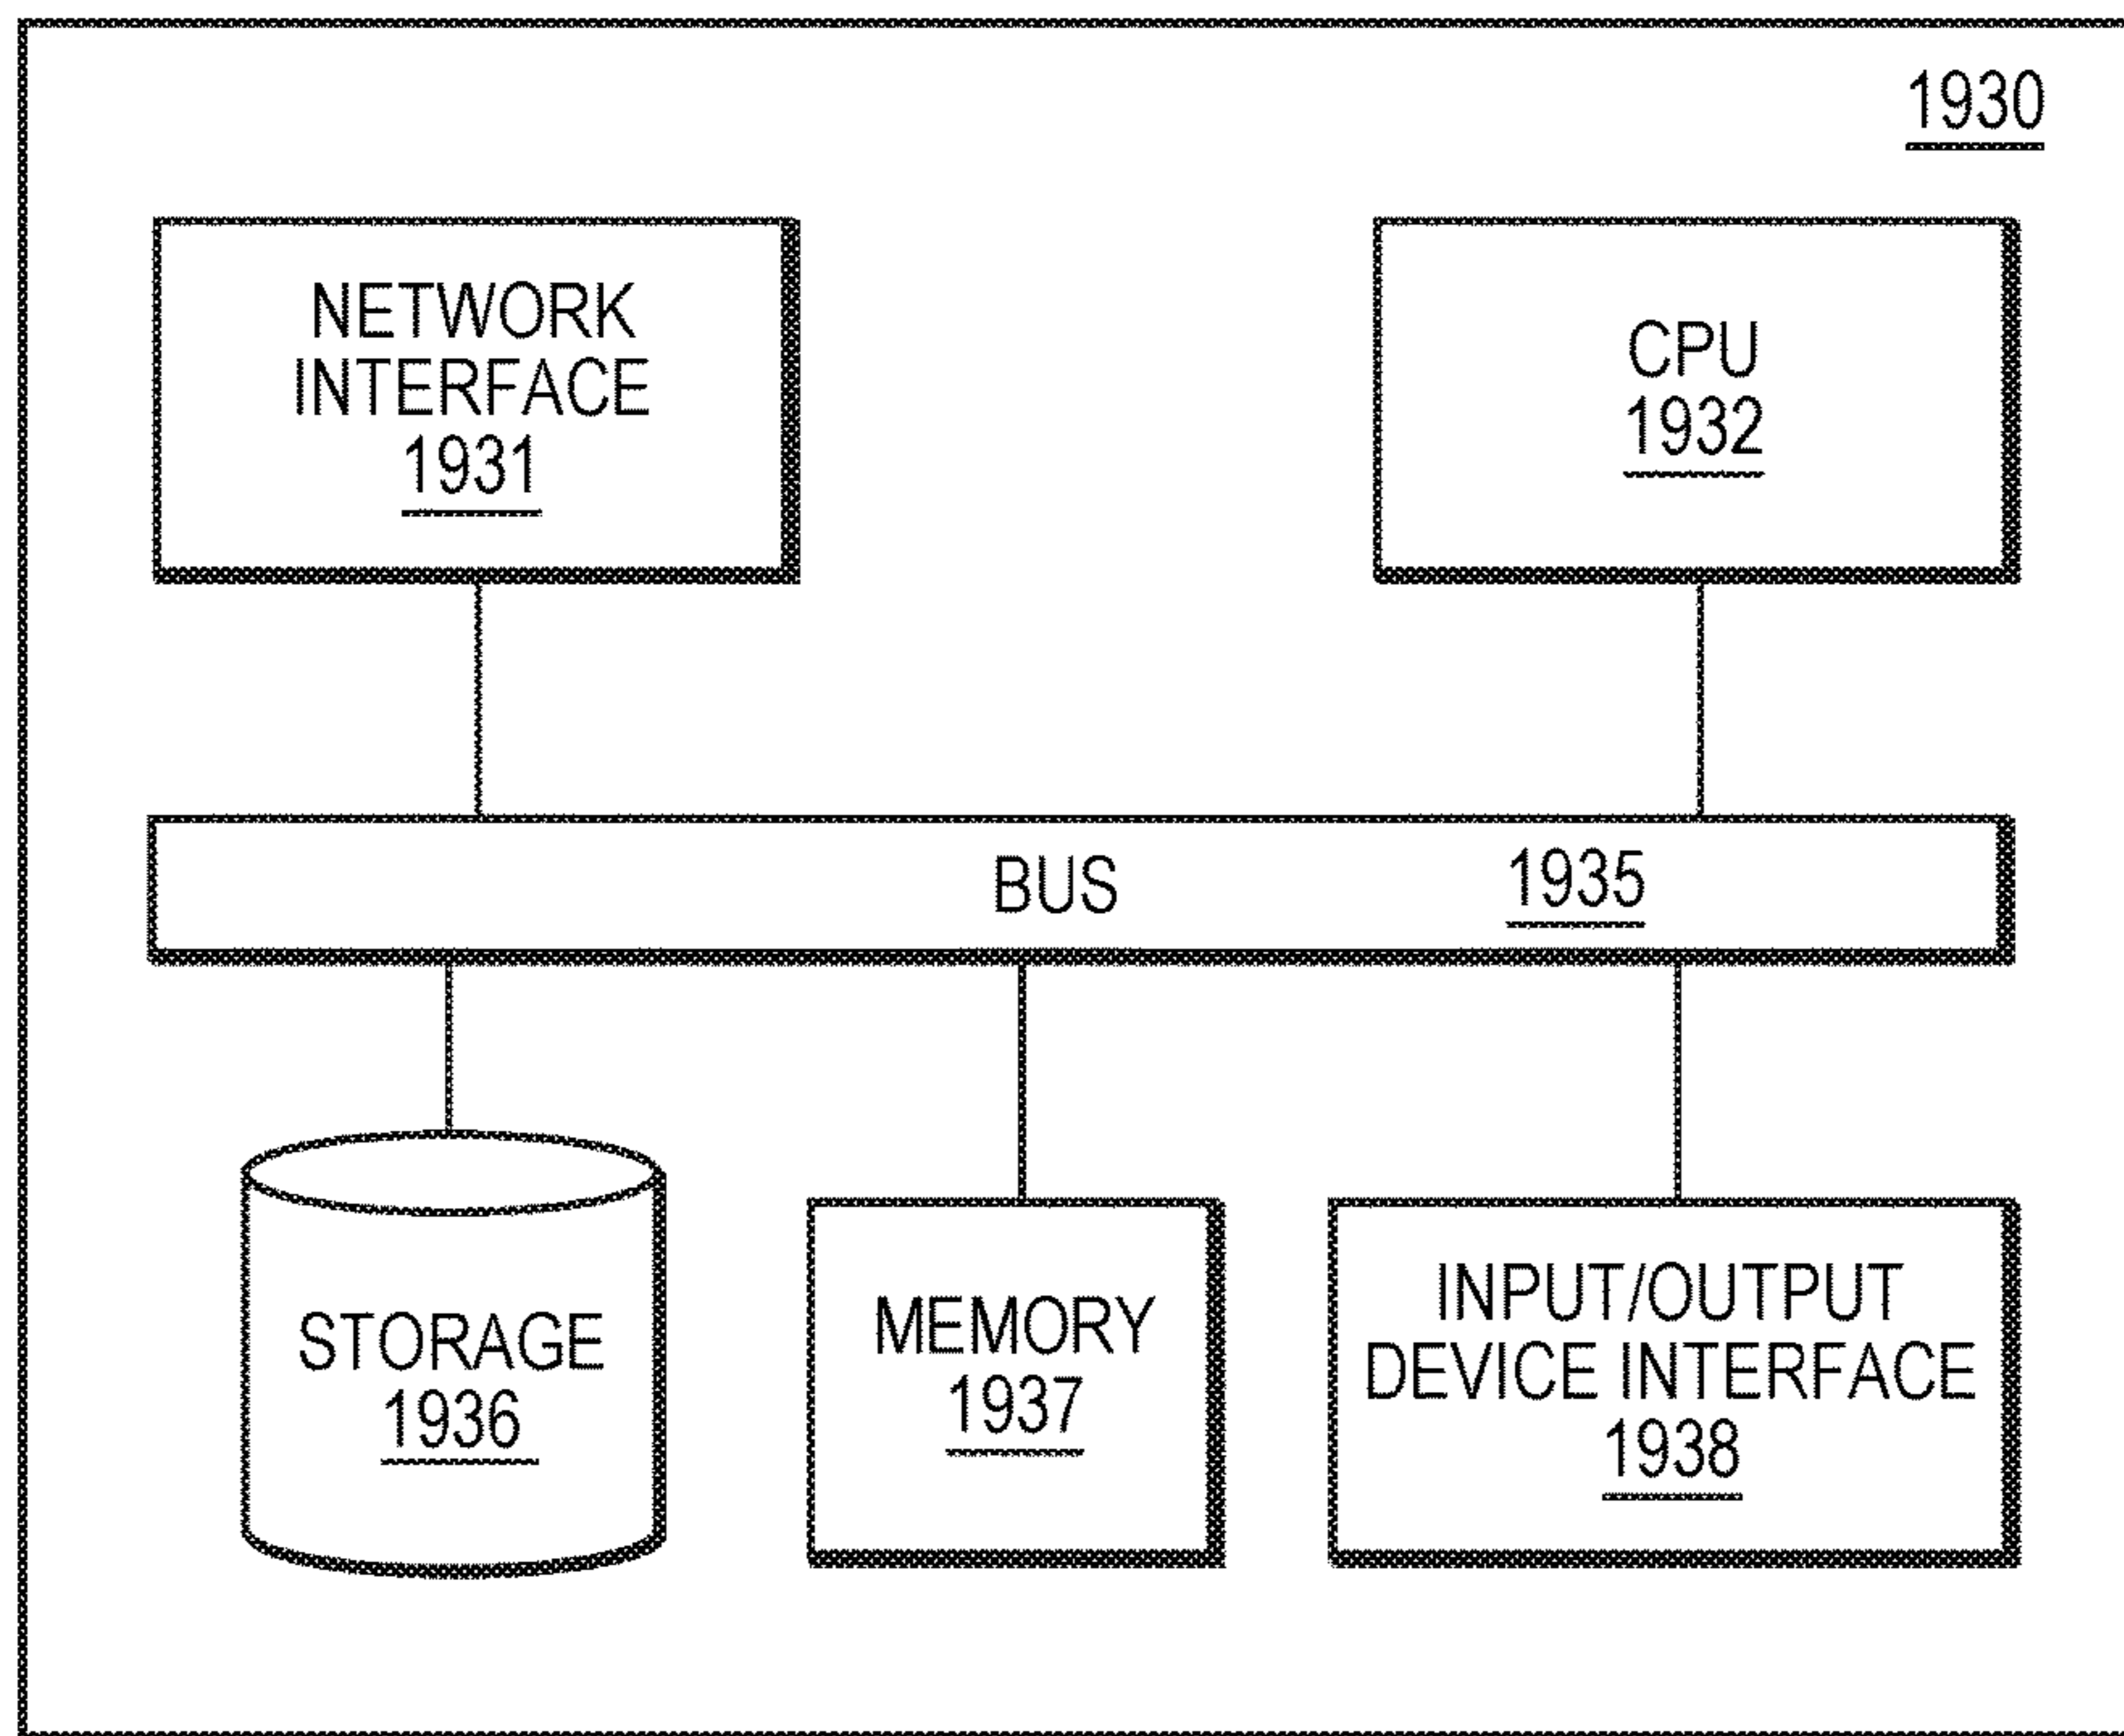 1930
NETWORK
INTERFACE
1931
CPU
1932
BUS 1935
STORAGE
1936
MEMORY
1937
INPUT/OUTPUT
DEVICE INTERFACE
1938